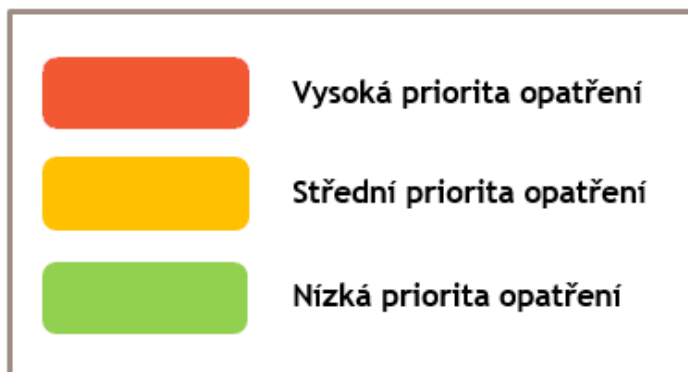 Vysoká priorita opatření
Střední priorita opatření
Nízká priorita opatření